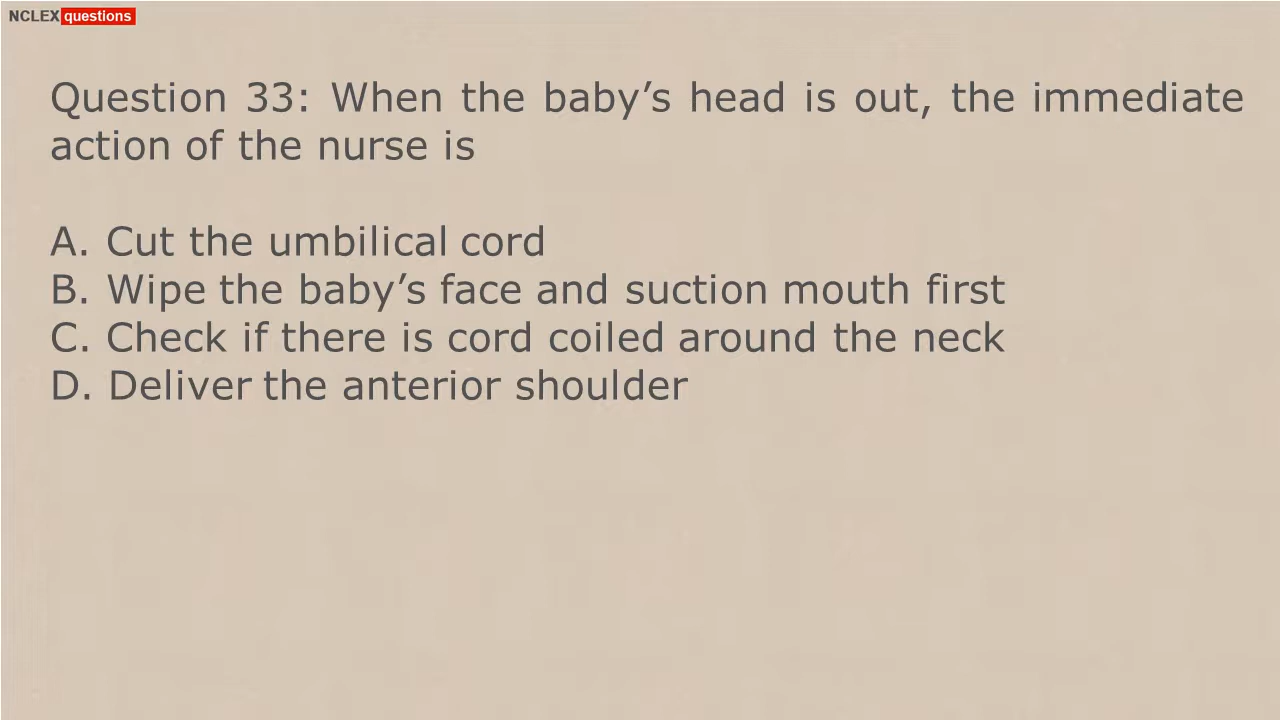 NCLEX questions
Question 33: When the baby’s head is out, the immediate
action of the nurse is
A. Cut the umbilical cord
B. Wipe the baby’s face and suction mouth first
C. Check if there is cord coiled around the neck
D. Deliver the anterior shoulder